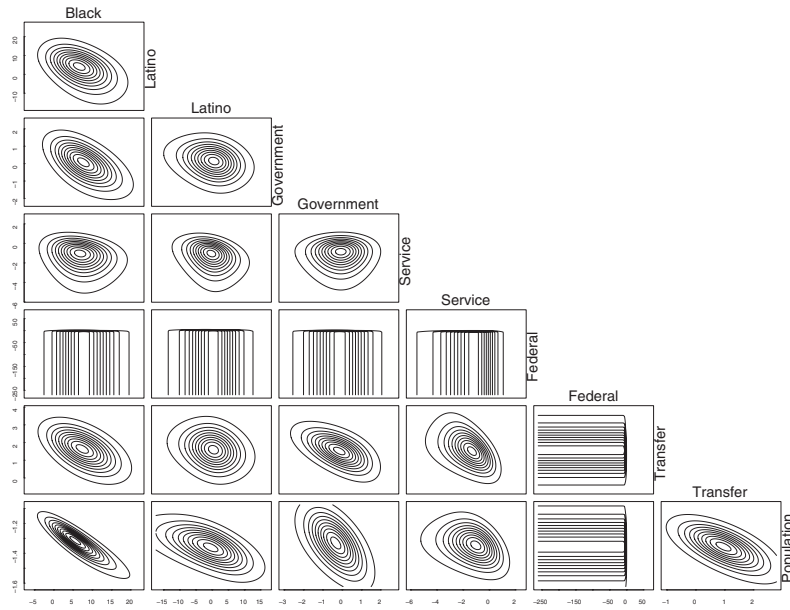 Black
20
10
0
−10
Latino
Latino
2
1
0
−1
−2
Government
Government
2
0
−2
−4
−6
Service
Service
50
−50
−150
−250
Federal
Federal
4
3
2
1
0
Transfer
Transfer
−1.2
−1.4
−1.6
Population
−5 0 5 10 15 20
−15 −10 −5 0 5 10 15
−3 −2 −1 0 1 2
−6 −4 −2 0 2
−250 −150 −50 0 50
−1 0 1 2